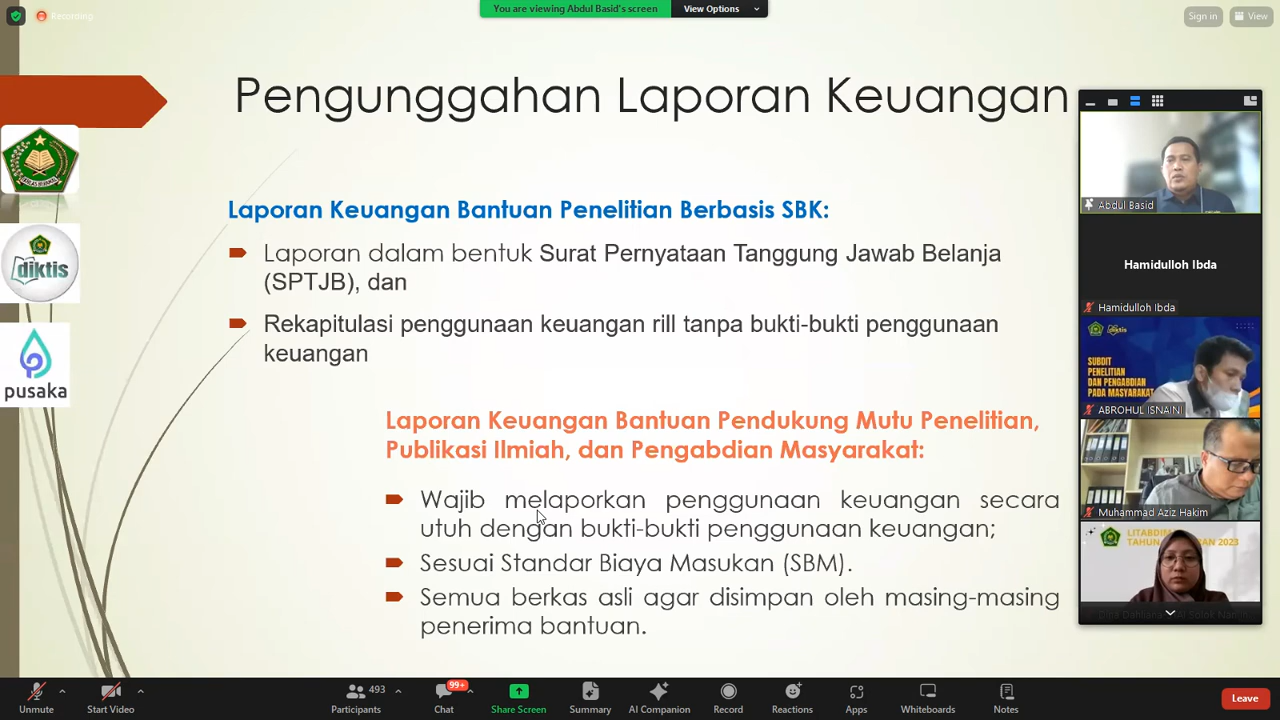 Recording
You are viewing Abdul Basid's screen
View Options
Sign in
View
Pengunggahan Laporan Keuangan
Laporan Keuangan Bantuan Penelitian Berbasis SBK:
Laporan dalam bentuk Surat Pernyataan Tanggung Jawab Belanja
(SPTJB), dan
Rekapitulasi penggunaan keuangan rill tanpa bukti-bukti penggunaan
keuangan
Laporan Keuangan Bantuan Pendukung Mutu Penelitian,
Publikasi Ilmiah, dan Pengabdian Masyarakat:
Wajib melaporkan penggunaan keuangan secara
utuh dengan bukti-bukti penggunaan keuangan;
Sesuai Standar Biaya Masukan (SBM).
Semua berkas asli agar disimpan oleh masing-masing
penerima bantuan.
diktis
pusaka
Abdul Basid
Hamidulloh Ibda
Hamidulloh Ibda
diktis
SUBDIT
PENELITIAN
DAN PENGABDIAN
PADA MASYARAKAT
ABROHUL ISNAINI
Muhammad Aziz Hakim
LITABDIM
TAHUN
2023
Unmute
Start Video
493
Participants
99+
Chat
Share Screen
Summary
AI Companion
Record
Reactions
Apps
Whiteboards
Notes
Leave